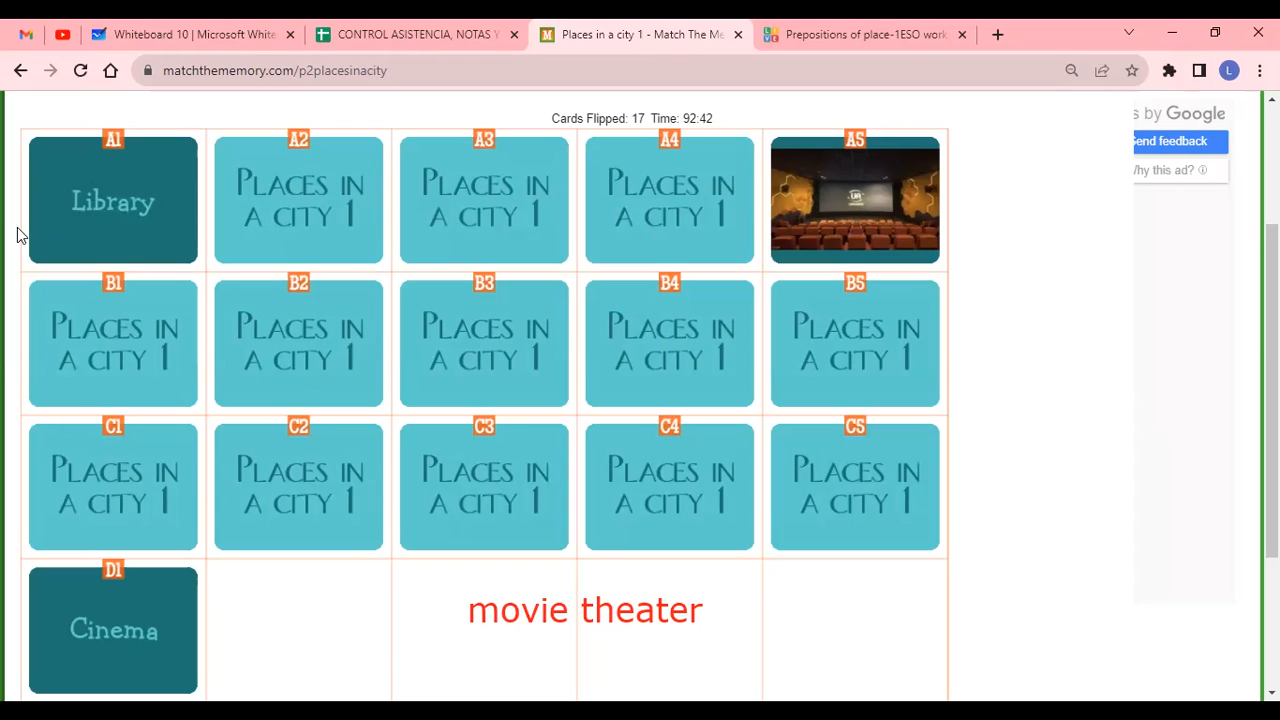 Whiteboard 10 | Microsoft White
CONTROL ASISTENCIA, NOTAS Y
Places in a city 1 - Match The Me
Prepositions of place-1ESO work
matchthememory.com/p2placesinacity
L
Cards Flipped: 17 Time: 92:42
s by Google
Send feedback
Why this ad?
A1
A2
A3
A4
A5
Library
PLACES IN
A CITY 1
PLACES IN
A CITY 1
PLACES IN
A CITY 1
B1
B2
B3
B4
B5
PLACES IN
A CITY 1
PLACES IN
A CITY 1
PLACES IN
A CITY 1
PLACES IN
A CITY 1
PLACES IN
A CITY 1
C1
C2
C3
C4
C5
PLACES IN
A CITY 1
PLACES IN
A CITY 1
PLACES IN
A CITY 1
PLACES IN
A CITY 1
PLACES IN
A CITY 1
D1
Cinema
movie theater